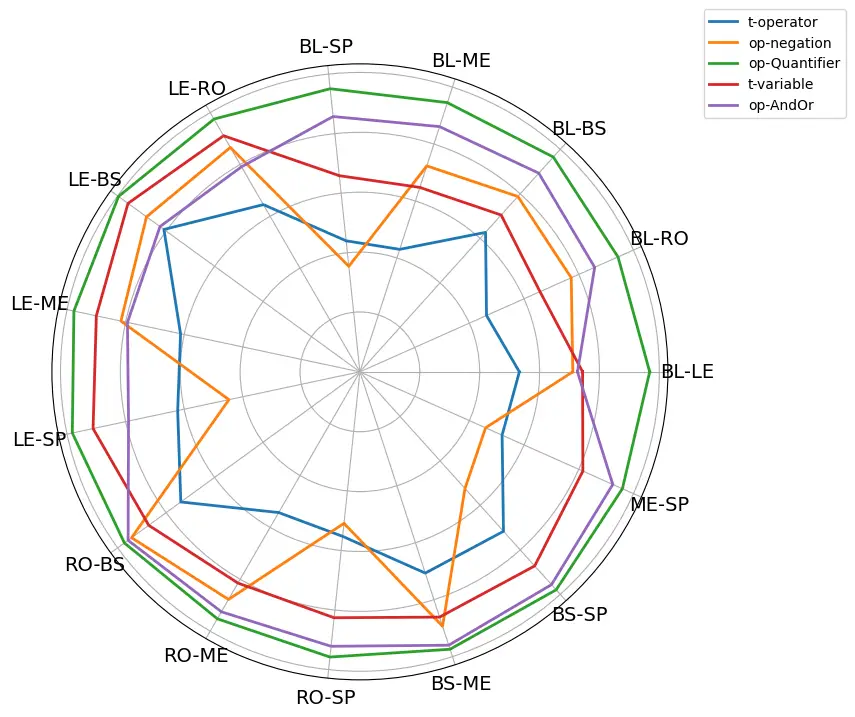 t-operator
op-negation
op-Quantifier
t-variable
op-AndOr
BL-SP
BL-ME
LE-RO
BL-BS
LE-BS
BL-RO
LE-ME
BL-LE
LE-SP
ME-SP
RO-BS
BS-SP
RO-ME
BS-ME
RO-SP